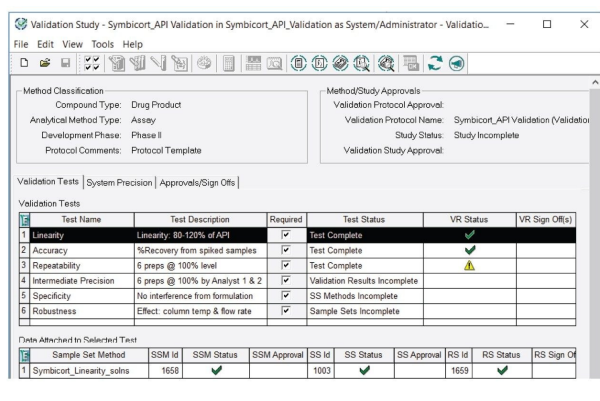 Validation Study - Symbicort_API Validation in Symbicort_API_Validation as System/Administrator - Validatio...
File Edit View Tools Help
Method Classification
Compound Type: Drug Product
Analytical Method Type: Assay
Development Phase: Phase II
Protocol Comments: Protocol Template
Method/Study Approvals
Validation Protocol Approval:
Validation Protocol Name: Symbicort_API Validation (Validation
Study Status: Study Incomplete
Validation Study Approval:
Validation Tests System Precision Approvals/Sign Offs
Validation Tests
Test Name Test Description Required Test Status VR Status VR Sign Off(s)
1 Linearity Linearity: 80-120% of API Test Complete
2 Accuracy %Recovery from spiked samples Test Complete
3 Repeatability 6 preps @ 100% level Test Complete
4 Intermediate Precision 6 preps @ 100% by Analyst 1 & 2 Validation Results Incomplete
5 Specificity No interference from formulation SS Methods Incomplete
6 Robustness Effect: column temp & flow rate Sample Sets Incomplete
Data Attached to Selected Test
Sample Set Method SSM Id SSM Status SSM Approval SS Id SS Status SS Approval RS Id RS Status RS Sign Of
1 Symbicort_Linearity_solns 1658 1003 1659